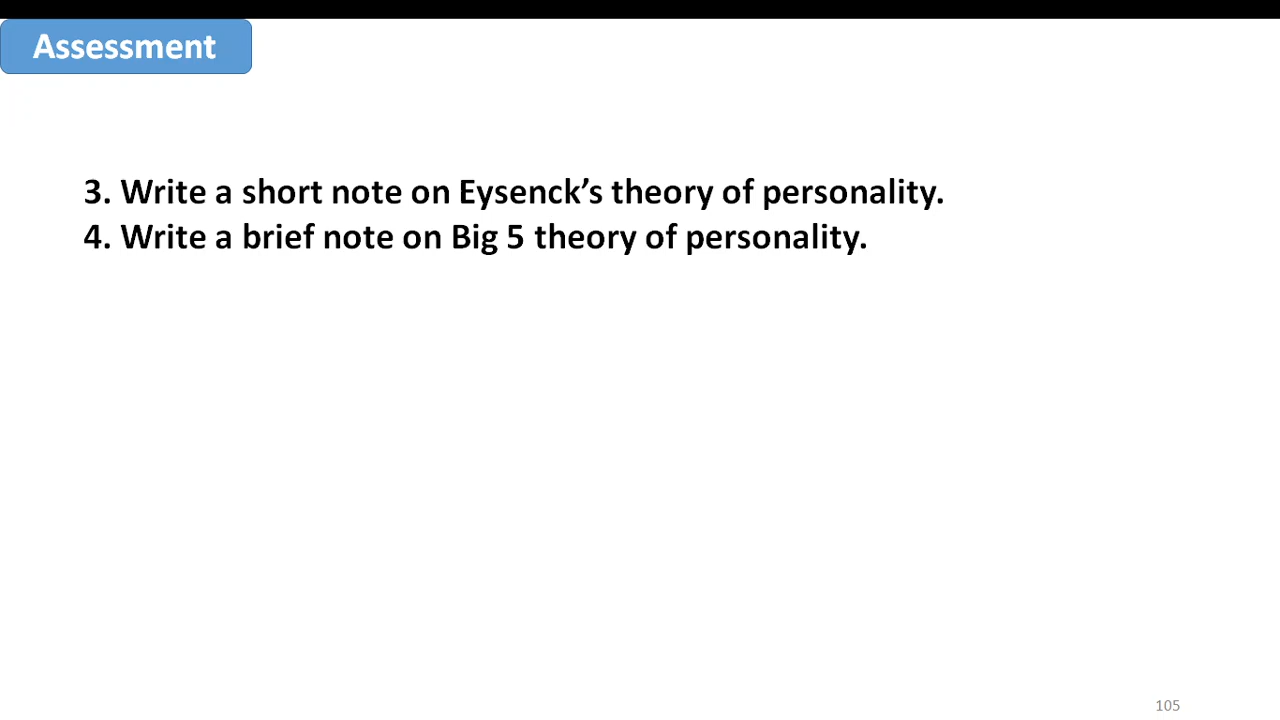 Assessment
3. Write a short note on Eysenck’s theory of personality.
4. Write a brief note on Big 5 theory of personality.
105